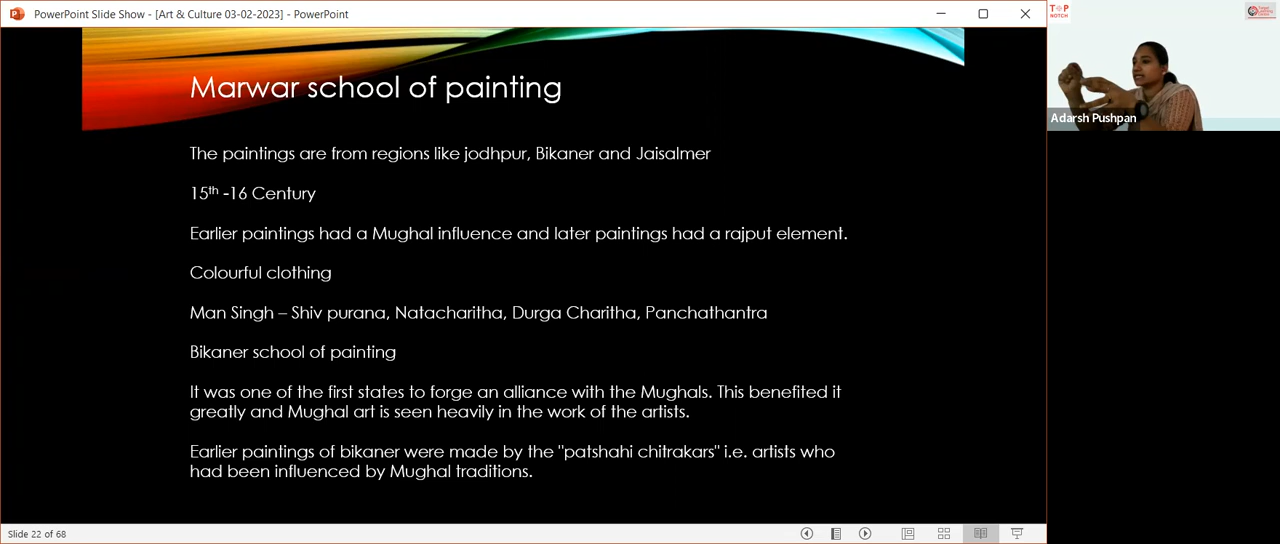 PowerPoint Slide Show - [Art & Culture 03-02-2023] - PowerPoint
T+P
NOTCH
Marwar school of painting
Adarsh Pushpan
The paintings are from regions like jodhpur, Bikaner and Jaisalmer
15th -16 Century
Earlier paintings had a Mughal influence and later paintings had a rajput element.
Colourful clothing
Man Singh – Shiv purana, Natacharitha, Durga Charitha, Panchathantra
Bikaner school of painting
It was one of the first states to forge an alliance with the Mughals. This benefited it
greatly and Mughal art is seen heavily in the work of the artists.
Earlier paintings of bikaner were made by the "patshahi chitrakars" i.e. artists who
had been influenced by Mughal traditions.
Slide 22 of 68